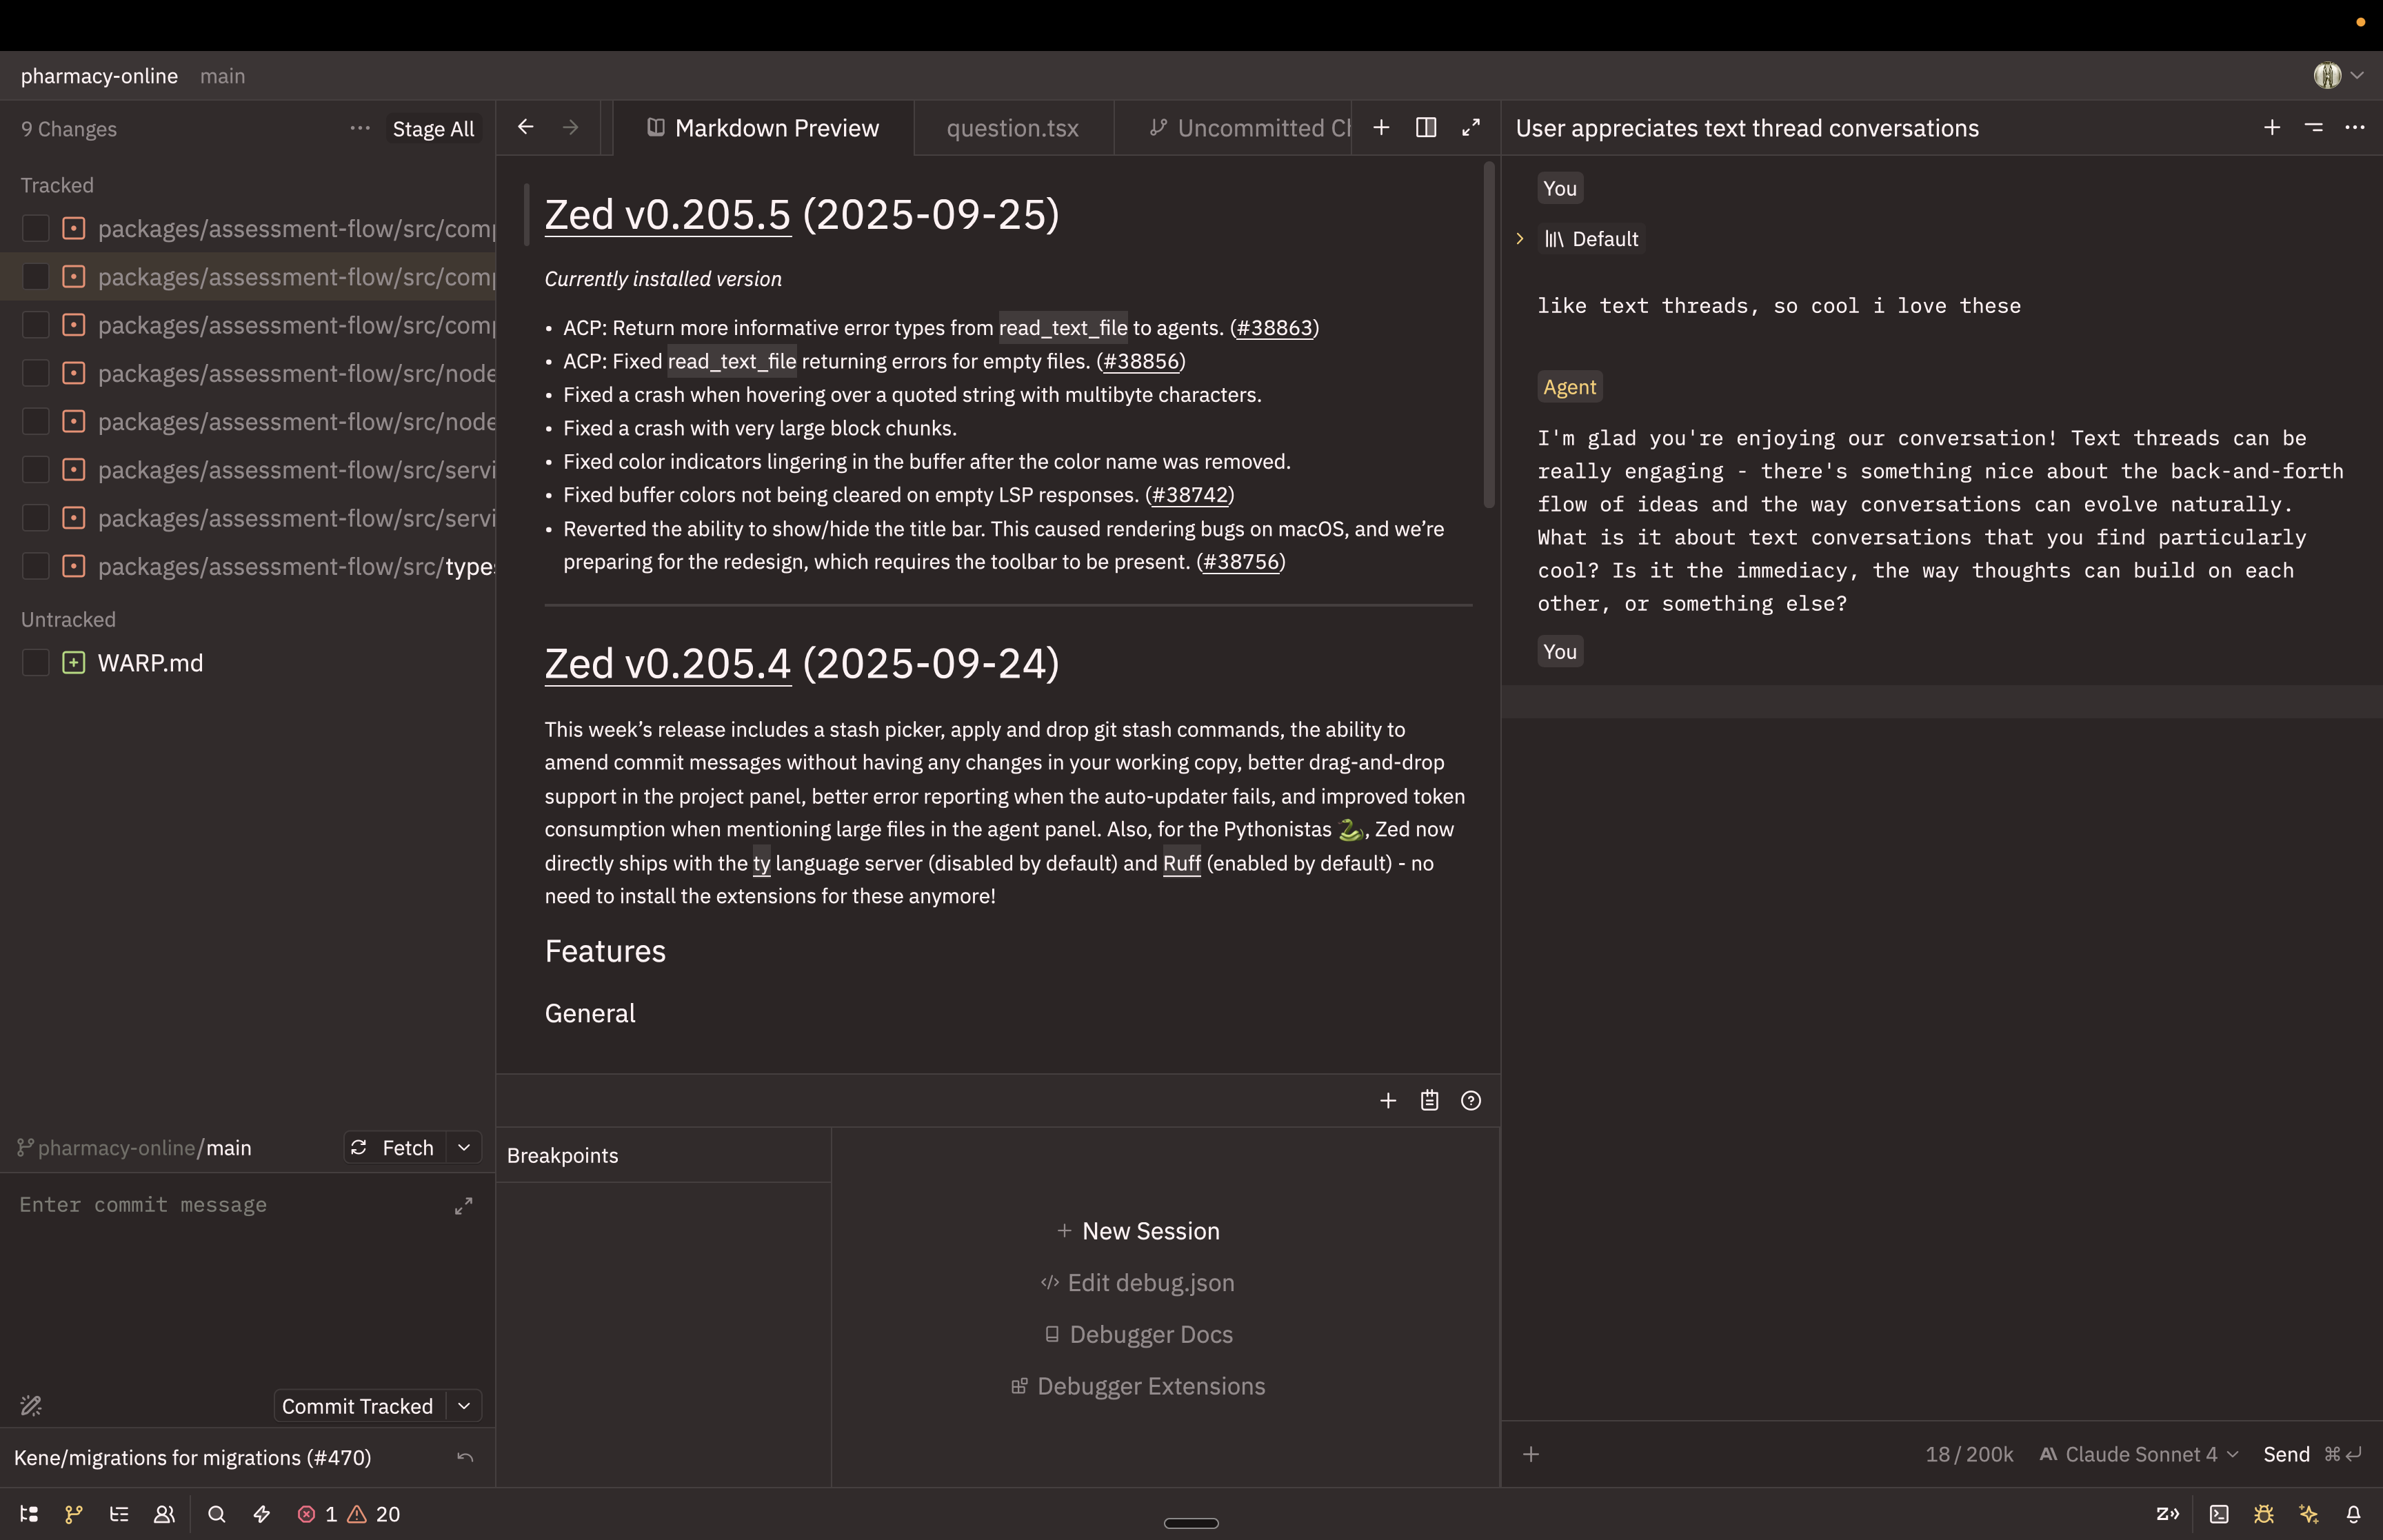 pharmacy-online main
9 Changes ··· Stage All
Tracked
packages/assessment-flow/src/comp
packages/assessment-flow/src/comp
packages/assessment-flow/src/comp
packages/assessment-flow/src/node
packages/assessment-flow/src/node
packages/assessment-flow/src/servi
packages/assessment-flow/src/servi
packages/assessment-flow/src/types
Untracked
WARP.md
pharmacy-online/main Fetch
Enter commit message
Commit Tracked
Kene/migrations for migrations (#470)
Markdown Preview question.tsx Uncommitted Ch
Zed v0.205.5 (2025-09-25)
Currently installed version
• ACP: Return more informative error types from read_text_file to agents. (#38863)
• ACP: Fixed read_text_file returning errors for empty files. (#38856)
• Fixed a crash when hovering over a quoted string with multibyte characters.
• Fixed a crash with very large block chunks.
• Fixed color indicators lingering in the buffer after the color name was removed.
• Fixed buffer colors not being cleared on empty LSP responses. (#38742)
• Reverted the ability to show/hide the title bar. This caused rendering bugs on macOS, and we’re
preparing for the redesign, which requires the toolbar to be present. (#38756)
Zed v0.205.4 (2025-09-24)
This week’s release includes a stash picker, apply and drop git stash commands, the ability to
amend commit messages without having any changes in your working copy, better drag-and-drop
support in the project panel, better error reporting when the auto-updater fails, and improved token
consumption when mentioning large files in the agent panel. Also, for the Pythonistas 🐍, Zed now
directly ships with the ty language server (disabled by default) and Ruff (enabled by default) - no
need to install the extensions for these anymore!
Features
General
Breakpoints
+ New Session
Edit debug.json
Debugger Docs
Debugger Extensions
User appreciates text thread conversations
You
Default
like text threads, so cool i love these
Agent
I'm glad you're enjoying our conversation! Text threads can be
really engaging - there's something nice about the back-and-forth
flow of ideas and the way conversations can evolve naturally.
What is it about text conversations that you find particularly
cool? Is it the immediacy, the way thoughts can build on each
other, or something else?
You
18 / 200k Claude Sonnet 4 Send ⌘↵
1 20